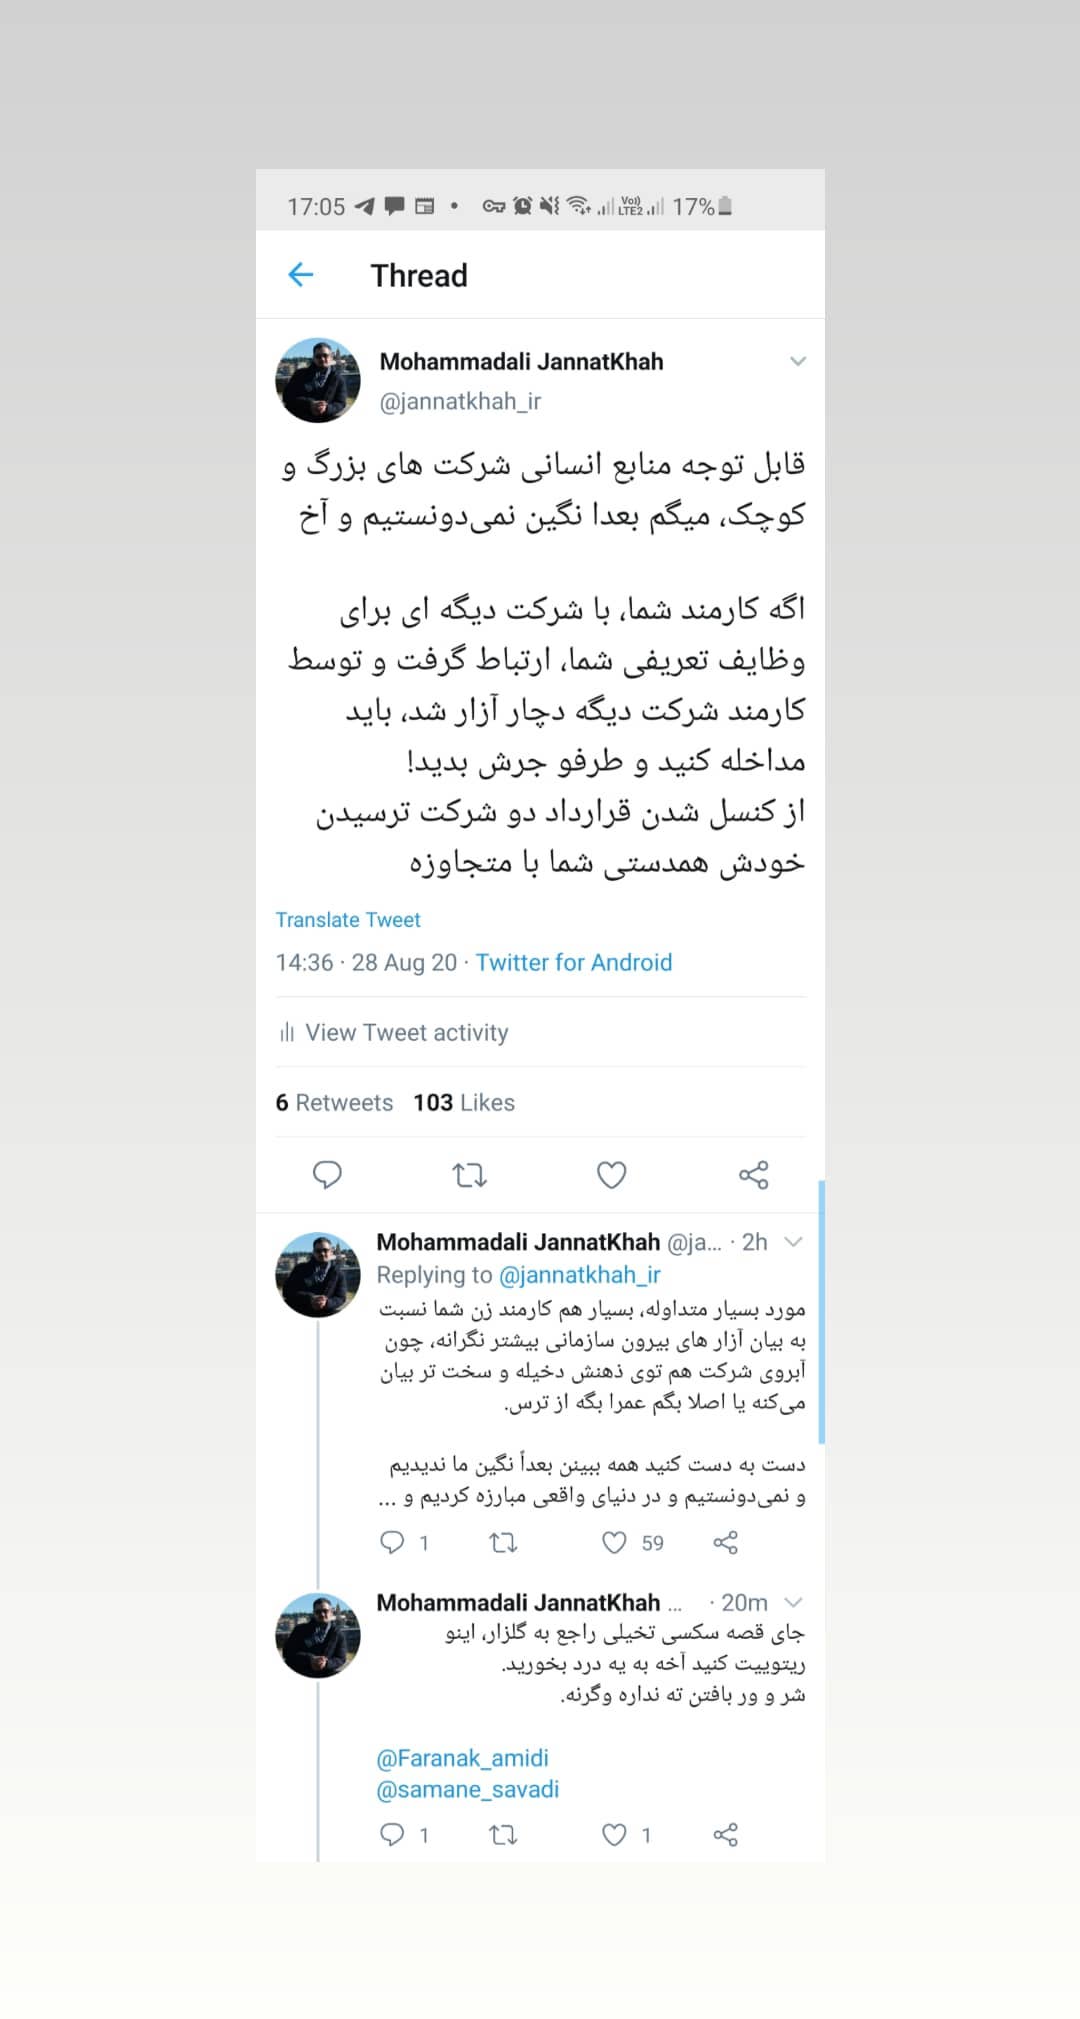 17:05 17%
Vo))
LTE2
Thread
Mohammadali JannatKhah
@jannatkhah_ir
قابل توجه منابع انسانی شرکت های بزرگ و
کوچک، میگم بعدا نگین نمی‌دونستیم و آخ
اگه کارمند شما، با شرکت دیگه ای برای
وظایف تعریفی شما، ارتباط گرفت و توسط
کارمند شرکت دیگه دچار آزار شد، باید
مداخله کنید و طرفو جرش بدید!
از کنسل شدن قرارداد دو شرکت ترسیدن
خودش همدستی شما با متجاوزه
Translate Tweet
14:36 · 28 Aug 20 · Twitter for Android
View Tweet activity
6 Retweets 103 Likes
Mohammadali JannatKhah @ja... · 2h
Replying to @jannatkhah_ir
مورد بسیار متداوله، بسیار هم کارمند زن شما نسبت
به بیان آزار های بیرون سازمانی بیشتر نگرانه، چون
آبروی شرکت هم توی ذهنش دخیله و سخت تر بیان
می‌کنه یا اصلا بگم عمرا بگه از ترس.
دست به دست کنید همه ببینن بعداً نگین ما ندیدیم
و نمی‌دونستیم و در دنیای واقعی مبارزه کردیم و ...
1 59
Mohammadali JannatKhah ... · 20m
جای قصه سکسی تخیلی راجع به گلزار، اینو
ریتوییت کنید آخه به یه درد بخورید.
شر و ور بافتن ته نداره وگرنه.
@Faranak_amidi
@samane_savadi
1 1